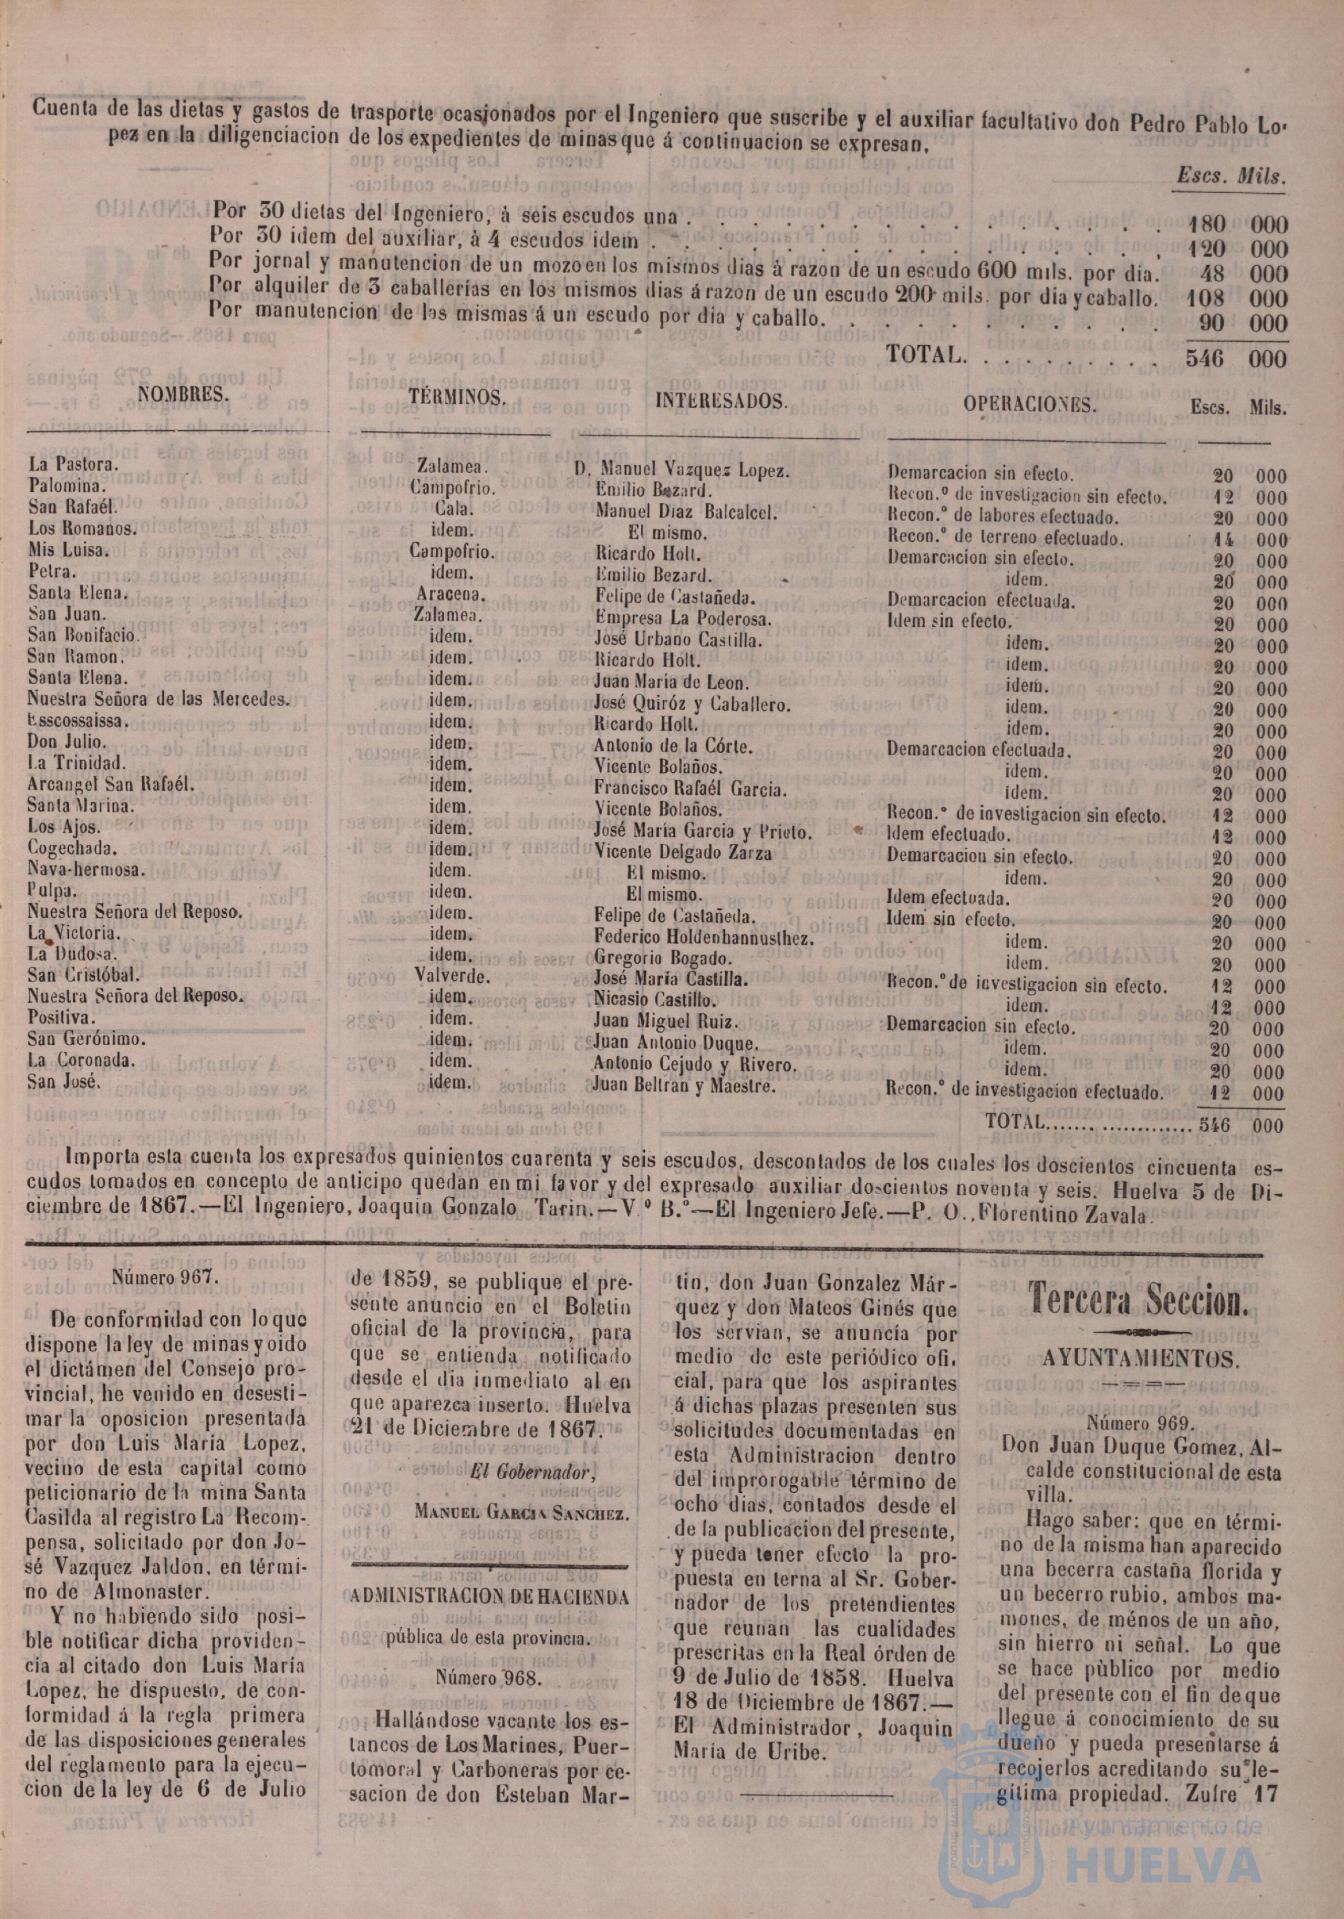 Cuenta de las dietas y gastos de trasporte ocasionados por el Ingeniero que suscribe y el auxiliar facultativo don Pedro Pablo Lo-
pez en la diligenciacion de los expedientes de minas que á continuacion se expresan,
Escs. Mils.
Por 30 dietas del Ingeniero, à seis escudos una . . . . . . . . . . . . . . . 180 000
Por 30 idem del auxiliar, à 4 escudos idem . . . . . . . . . . . . . . . . 120 000
Por jornal y manutencion de un mozo en los mismos dias á razon de un escudo 600 mils. por dia. 48 000
Por alquiler de 3 caballerías en los mismos dias á razon de un escudo 200 mils. por dia y caballo. 108 000
Por manutencion de las mismas á un escudo por dia y caballo. . . . . . . . . . . 90 000
TOTAL. . . . . . . . . . 546 000
NOMBRES. TÉRMINOS. INTERESADOS. OPERACIONES. Escs. Mils.
La Pastora. Zalamea. D. Manuel Vazquez Lopez. Demarcacion sin efecto. 20 000
Palomina. Campofrio. Emilio Bezard. Recon.º de investigacion sin efecto. 12 000
San Rafaél. Cala. Manuel Diaz Balcalcel. Recon.º de labores efectuado. 20 000
Los Romanos. idem. El mismo. Recon.º de terreno efectuado. 14 000
Mis Luisa. Campofrio. Ricardo Holt. Demarcacion sin efecto. 20 000
Petra. idem. Emilio Bezard. idem. 20 000
Santa Elena. Aracena. Felipe de Castañeda. Demarcacion efectuada. 20 000
San Juan. Zalamea. Empresa La Poderosa. Idem sin efecto. 20 000
San Bonifacio. idem. José Urbano Castilla. idem. 20 000
San Ramon. idem. Ricardo Holt. idem. 20 000
Santa Elena. idem. Juan María de Leon. idem. 20 000
Nuestra Señora de las Mercedes. idem. José Quiróz y Caballero. idem. 20 000
Esscossaissa. idem. Ricardo Holt. idem. 20 000
Don Julio. idem. Antonio de la Córte. Demarcacion efectuada. 20 000
La Trinidad. idem. Vicente Bolaños. idem. 20 000
Arcangel San Rafaél. idem. Francisco Rafaél Garcia. idem. 20 000
Santa Marina. idem. Vicente Bolaños. Recon.º de investigacion sin efecto. 12 000
Los Ajos. idem. José María Garcia y Prieto. Idem efectuado. 12 000
Cogechada. idem. Vicente Delgado Zarza Demarcacion sin efecto. 20 000
Nava-hermosa. idem. El mismo. idem. 20 000
Pulpa. idem. El mismo. Idem efectuada. 20 000
Nuestra Señora del Reposo. idem. Felipe de Castañeda. Idem sin efecto. 20 000
La Victoria. idem. Federico Holdenhannusthez. idem. 20 000
La Dudosa. idem. Gregorio Bogado. idem. 20 000
San Cristóbal. Valverde. José María Castilla. Recon.º de investigacion sin efecto. 12 000
Nuestra Señora del Reposo. idem. Nicasio Castillo. idem. 12 000
Positiva. idem. Juan Miguel Ruiz. Demarcacion sin efecto. 20 000
San Gerónimo. idem. Juan Antonio Duque. idem. 20 000
La Coronada. idem. Antonio Cejudo y Rivero. idem. 20 000
San José. idem. Juan Beltran y Maestre. Recon.º de investigacion efectuado. 12 000
TOTAL...................... 546 000
Importa esta cuenta los expresados quinientos cuarenta y seis escudos, descontados de los cuales los doscientos cincuenta es-
cudos tomados en concepto de anticipo quedan en mi favor y del expresado auxiliar doscientos noventa y seis. Huelva 5 de Di-
ciembre de 1867.—El Ingeniero, Joaquin Gonzalo Tarin.—V.º B.º—El Ingeniero Jefe.—P. O., Florentino Zavala.
Número 967.
De conformidad con lo que
dispone la ley de minas y oido
el dictámen del Consejo pro-
vincial, he venido en desesti-
mar la oposicion presentada
por don Luis María Lopez,
vecino de esta capital como
peticionario de la mina Santa
Casilda al registro La Recom-
pensa, solicitado por don Jo-
sé Vazquez Jaldon, en térmi-
no de Almonaster.
Y no habiendo sido posi-
ble notificar dicha providen-
cia al citado don Luis María
Lopez, he dispuesto, de con-
formidad á la regla primera
de las disposiciones generales
del reglamento para la ejecu-
cion de la ley de 6 de Julio
de 1859, se publique el pre-
sente anuncio en el Boletin
oficial de la provincia, para
que se entienda notificado
desde el dia inmediato al en
que aparezca inserto. Huelva
21 de Diciembre de 1867.
El Gobernador,
MANUEL GARCIA SANCHEZ.
ADMINISTRACION DE HACIENDA
pública de esta provincia.
Número 968.
Hallándose vacante los es-
tancos de Los Marines, Puer-
tomoral y Carboneras por ce-
sacion de don Esteban Mar-
tin, don Juan Gonzalez Már-
quez y don Mateos Ginés que
los servian, se anuncía por
medio de este periódico ofi-
cial, para que los aspirantes
á dichas plazas presenten sus
solicitudes documentadas en
esta Administracion dentro
del improrogable término de
ocho dias, contados desde el
de la publicacion del presente,
y pueda tener efecto la pro-
puesta en terna al Sr. Gober-
nador de los pretendientes
que reunan las cualidades
prescritas en la Real órden de
9 de Julio de 1858. Huelva
18 de Diciembre de 1867.—
El Administrador, Joaquin
María de Uribe.
Tercera Seccion.
AYUNTAMIENTOS.
Número 969.
Don Juan Duque Gomez, Al-
calde constitucional de esta
villa.
Hago saber: que en térmi-
no de la misma han aparecido
una becerra castaña florida y
un becerro rubio, ambos ma-
mones, de ménos de un año,
sin hierro ni señal. Lo que
se hace pùblico por medio
del presente con el fin de que
llegue á conocimiento de su
dueño y pueda presentarse á
recojerlos acreditando su le-
gítima propiedad. Zufre 17
Ayuntamiento de
HUELVA